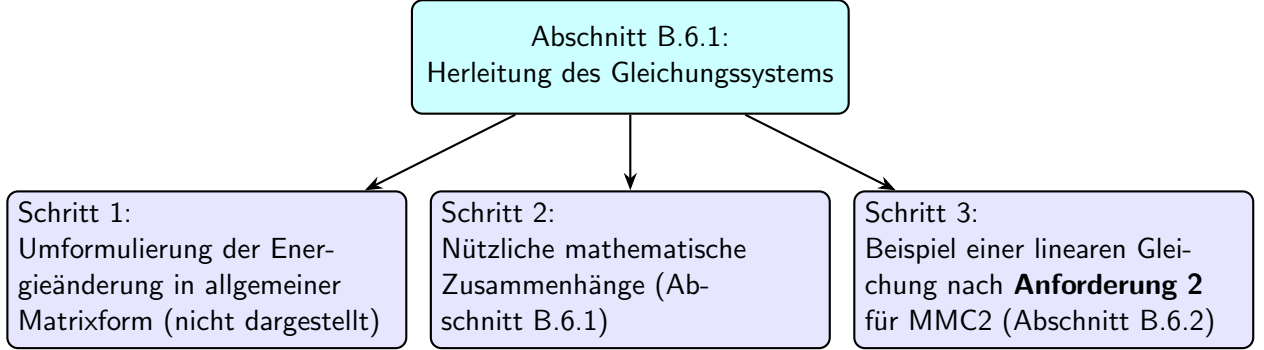 Abschnitt B.6.1:
Herleitung des Gleichungssystems
Schritt 1:
Umformulierung der Ener-
gieänderung in allgemeiner
Matrixform (nicht dargestellt)
Schritt 2:
Nützliche mathematische
Zusammenhänge (Ab-
schnitt B.6.1)
Schritt 3:
Beispiel einer linearen Glei-
chung nach Anforderung 2
für MMC2 (Abschnitt B.6.2)